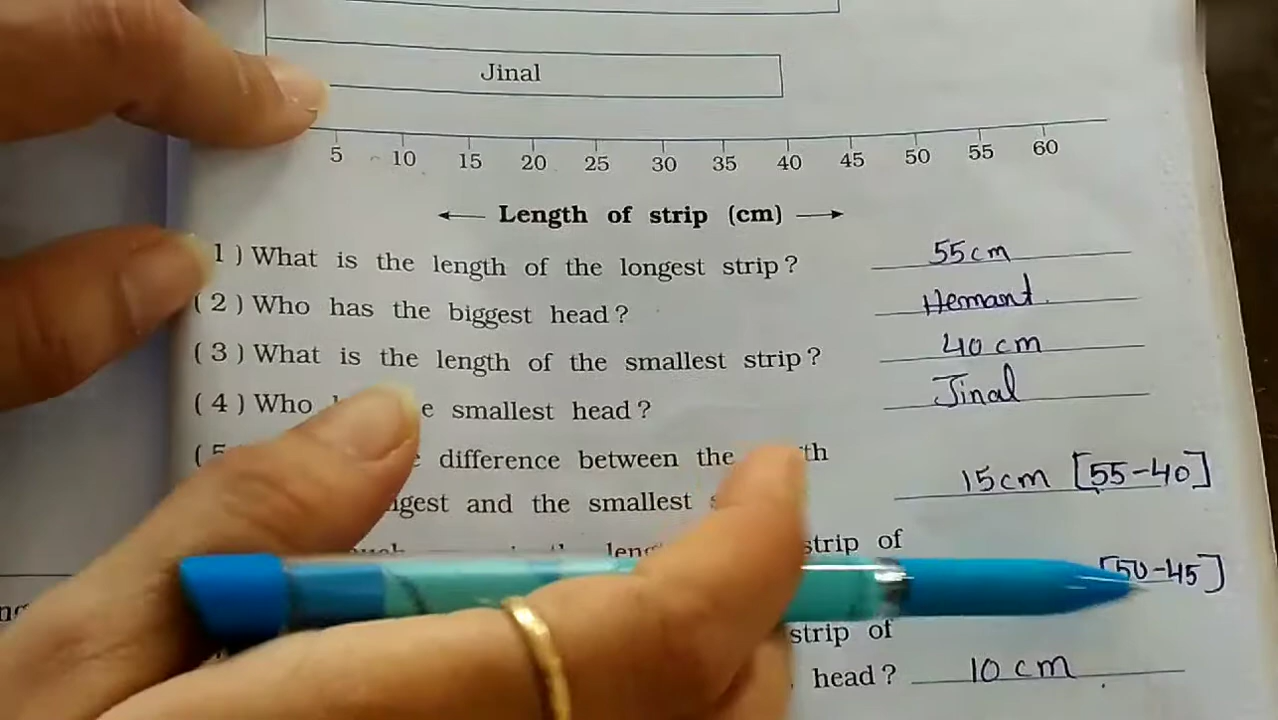 Jinal
5 10 15 20 25 30 35 40 45 50 55 60
Length of strip (cm)
1 ) What is the length of the longest strip ? 55cm
( 2 ) Who has the biggest head ? Hemant.
( 3 ) What is the length of the smallest strip ? 40 cm
( 4 ) Who smallest head ? Jinal
difference between the
and the smallest 15cm [55-40]
strip of
[50-45]
strip of
head ? 10 cm